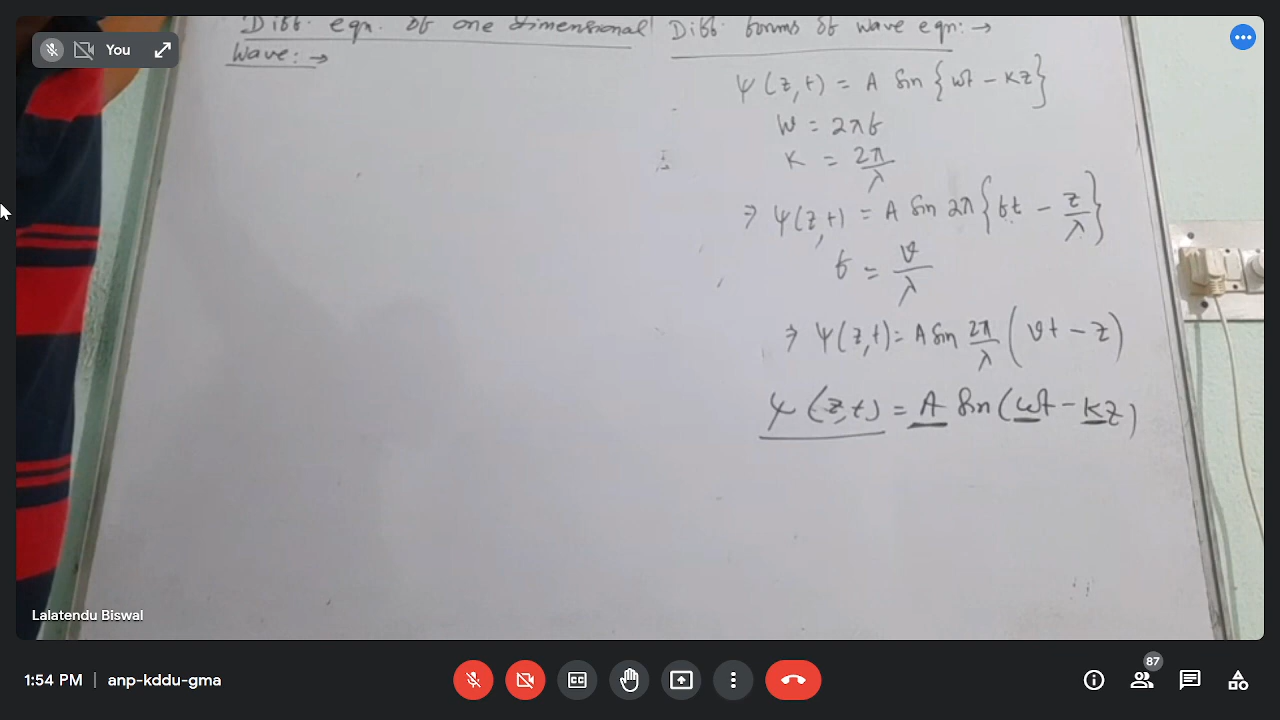 You
Diff. eqn. of one dimensional
Wave: →
Diff forms of wave eqn: →
ψ(z,t) = A Sin {ωt - Kz}
W = 2πf
K = 2π/λ
⇒ ψ(z,t) = A Sin 2π {ft - z/λ}
f = v/λ
⇒ ψ(z,t) = A Sin 2π/λ (vt - z)
ψ(z,t) = A Sin (ωt - Kz)
Lalatendu Biswal
1:54 PM | anp-kddu-gma
CC
87